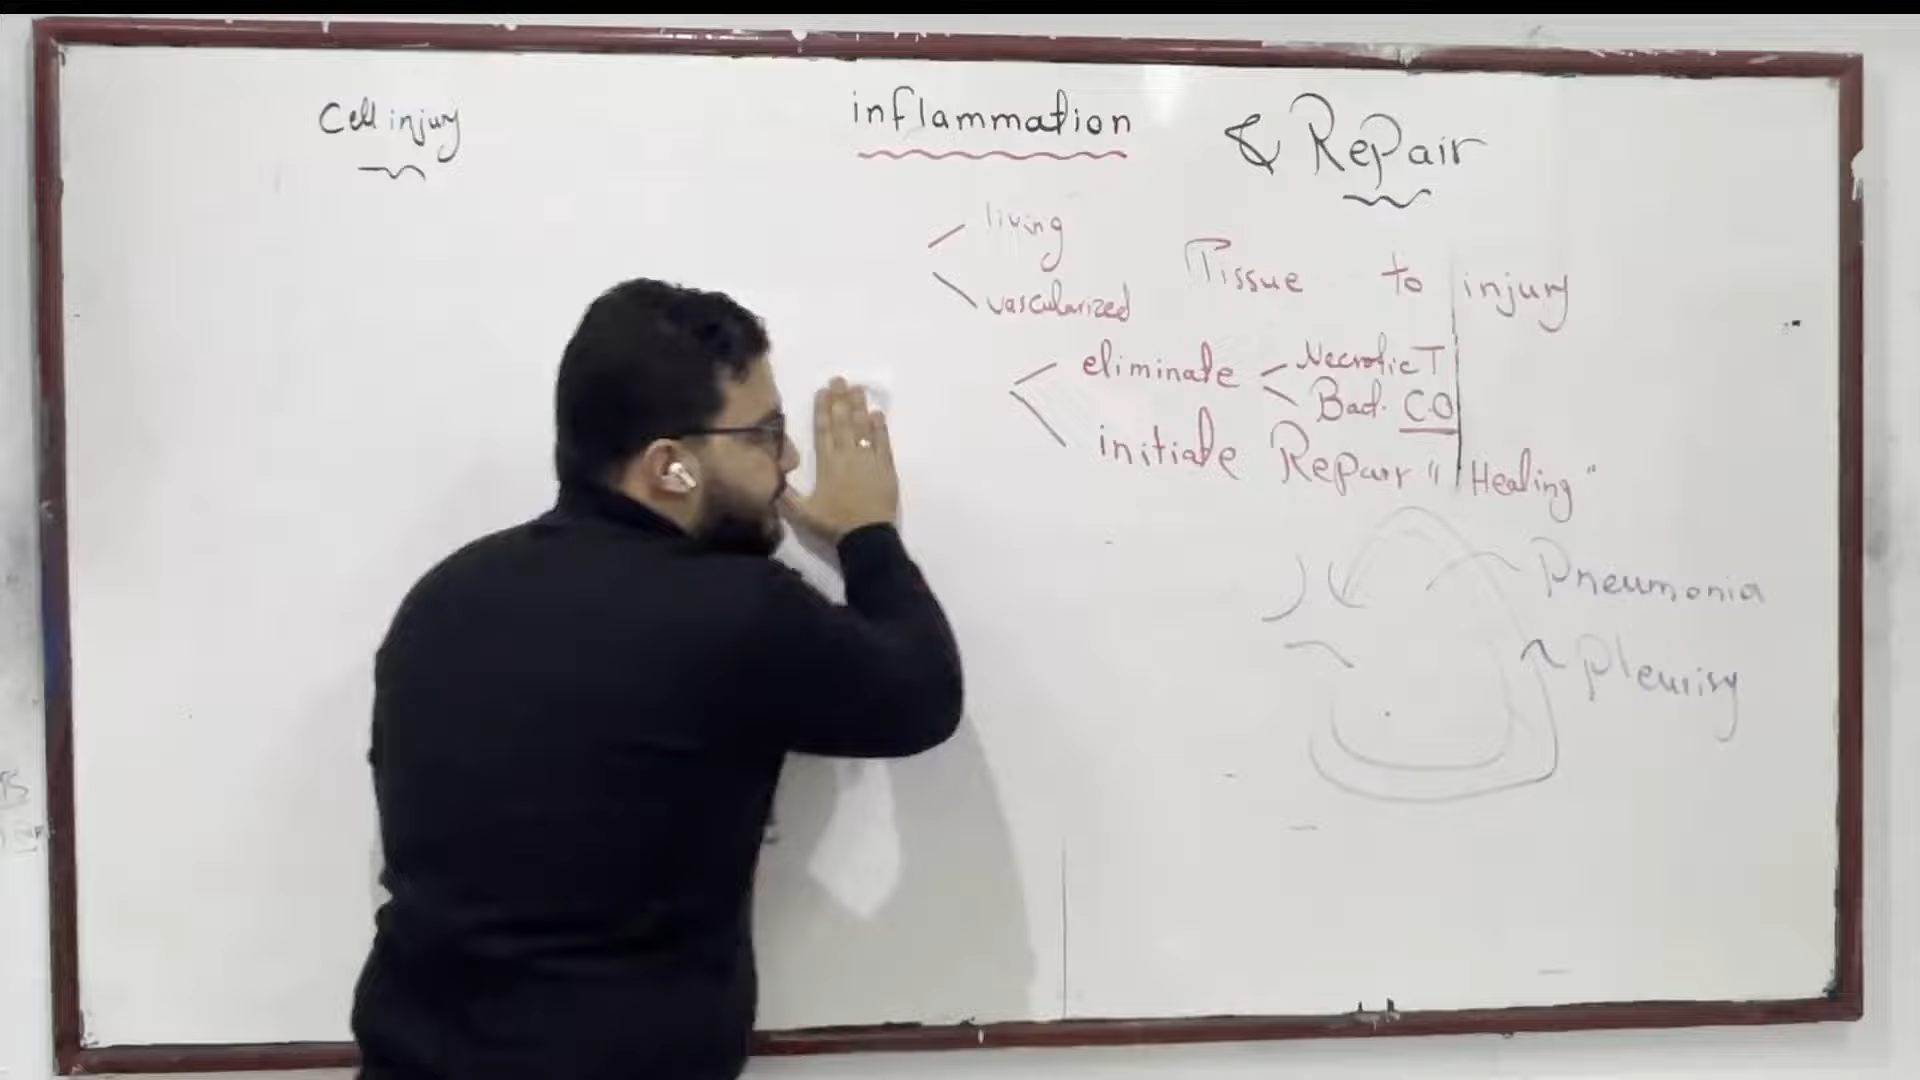 Cell injury
inflammation
& Repair
living
vascularized
Tissue to injury
eliminate
Necrotic T
Bact. C.O
initiate Repair "Healing"
Pneumonia
Pleurisy